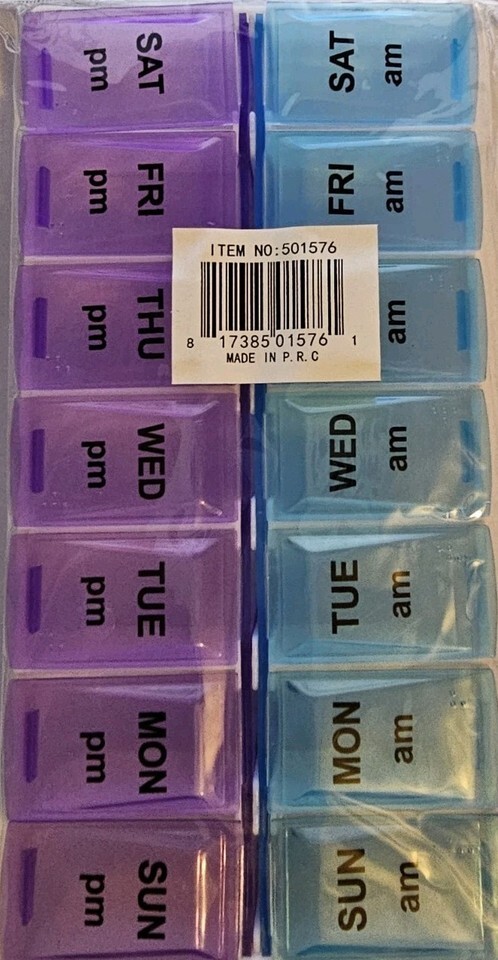 SAT
pm
SAT
am
FRI
pm
FRI
am
ITEM NO:501576
8 17385 01576 1
MADE IN P.R.C
THU
pm
am
WED
pm
WED
am
TUE
pm
TUE
am
MON
pm
MON
am
SUN
pm
SUN
am